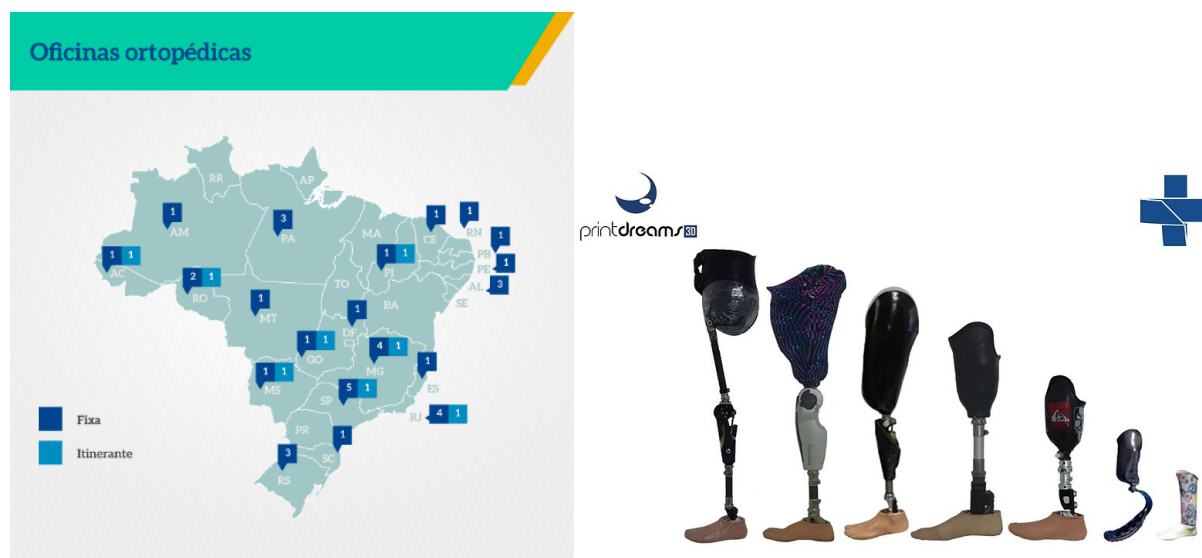 Oficinas ortopédicas
RR
AP
1
AM
3
PA
MA
1
CE
1
RN
1
PB
1
PE
3
AL
SE
1 1
AC
2 1
RO
1 1
PI
TO
BA
1
MT
1
DF
1 1
GO
4 1
MG
1
ES
1 1
MS
5 1
SP
RJ
4 1
PR
1
SC
3
RS
Fixa
Itinerante
printdreams 3D